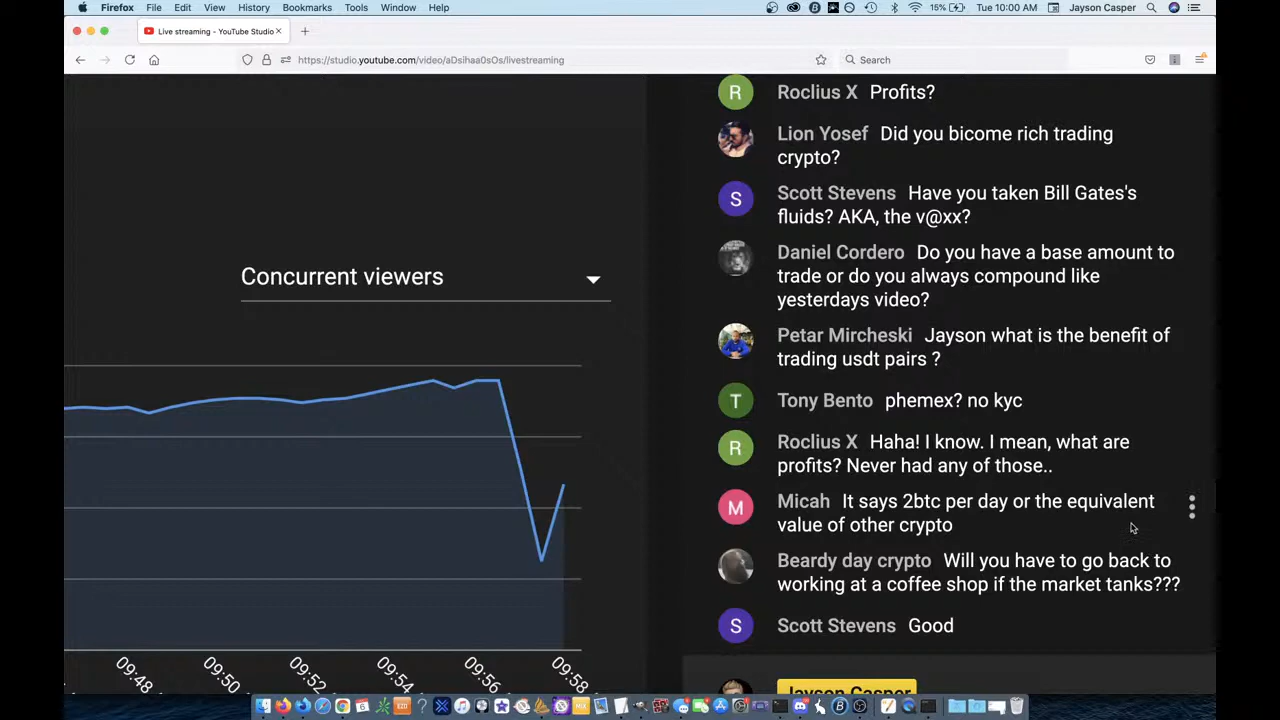 Firefox File Edit View History Bookmarks Tools Window Help 15% Tue 10:00 AM Jayson Casper
Live streaming - YouTube Studio
https://studio.youtube.com/video/aDsihaa0sOs/livestreaming
Search
R Roclius X Profits?
Lion Yosef Did you bicome rich trading
crypto?
S Scott Stevens Have you taken Bill Gates's
fluids? AKA, the v@xx?
Daniel Cordero Do you have a base amount to
trade or do you always compound like
yesterdays video?
Concurrent viewers
Petar Mircheski Jayson what is the benefit of
trading usdt pairs ?
T Tony Bento phemex? no kyc
R Roclius X Haha! I know. I mean, what are
profits? Never had any of those..
M Micah It says 2btc per day or the equivalent
value of other crypto
Beardy day crypto Will you have to go back to
working at a coffee shop if the market tanks???
S Scott Stevens Good
09:48 09:50 09:52 09:54 09:56 09:58
Jayson Casper